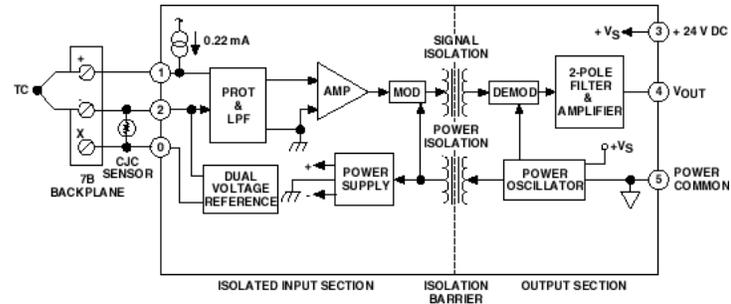 0.22 mA
SIGNAL
ISOLATION
+VS
3
+ 24 V DC
+
1
TC
PROT
&
LPF
AMP
MOD
DEMOD
2-POLE
FILTER
&
AMPLIFIER
4
VOUT
-
2
X
0
CJC
SENSOR
7B
BACKPLANE
DUAL
VOLTAGE
REFERENCE
+
-
POWER
SUPPLY
POWER
ISOLATION
+VS
POWER
OSCILLATOR
5
POWER
COMMON
ISOLATED INPUT SECTION
ISOLATION
BARRIER
OUTPUT SECTION